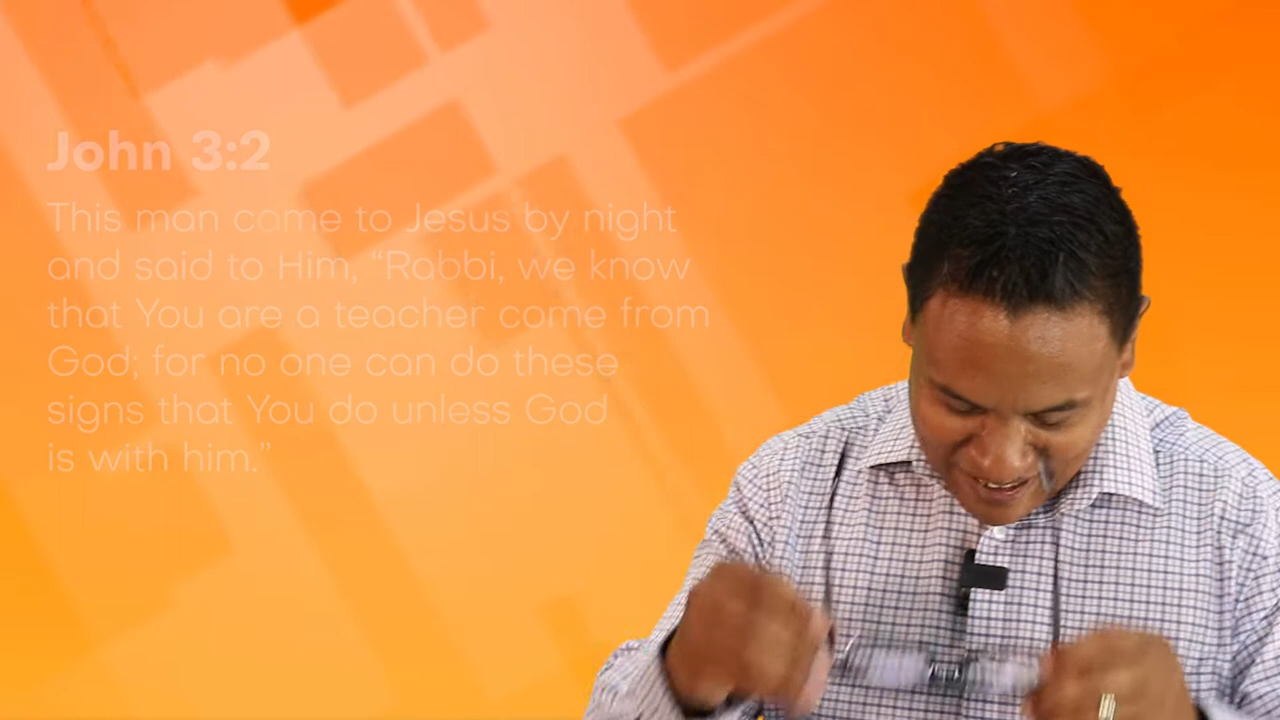 John 3:2
This man came to Jesus by night
and said to Him, “Rabbi, we know
that You are a teacher come from
God; for no one can do these
signs that You do unless God
is with him.”